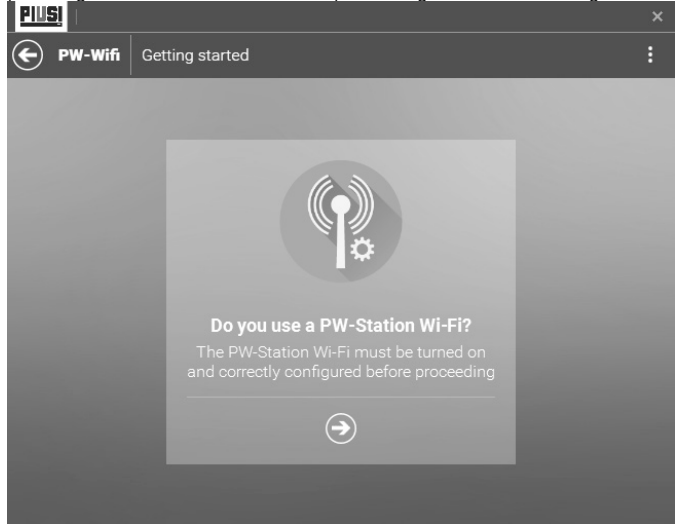 PIUSI
PW-Wifi Getting started
Do you use a PW-Station Wi-Fi?
The PW-Station Wi-Fi must be turned on
and correctly configured before proceeding